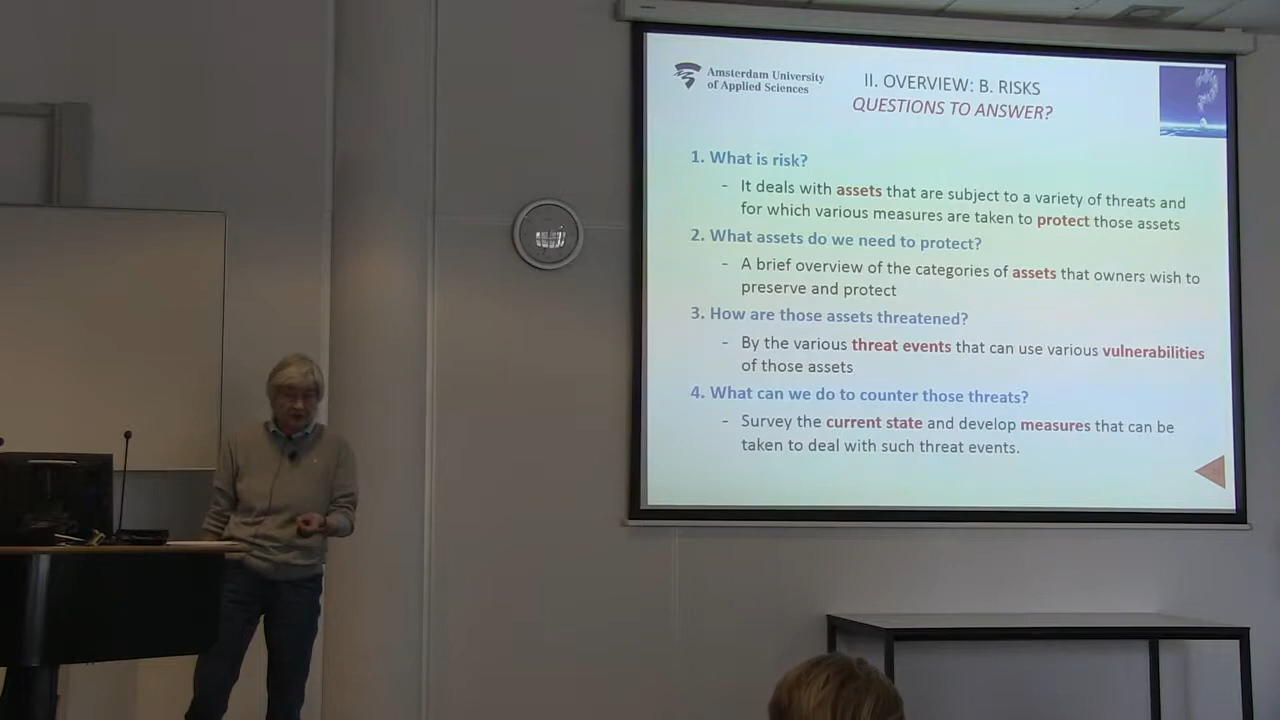 Amsterdam University
of Applied Sciences
II. OVERVIEW: B. RISKS
QUESTIONS TO ANSWER?
1. What is risk?
- It deals with assets that are subject to a variety of threats and
for which various measures are taken to protect those assets
2. What assets do we need to protect?
- A brief overview of the categories of assets that owners wish to
preserve and protect
3. How are those assets threatened?
- By the various threat events that can use various vulnerabilities
of those assets
4. What can we do to counter those threats?
- Survey the current state and develop measures that can be
taken to deal with such threat events.